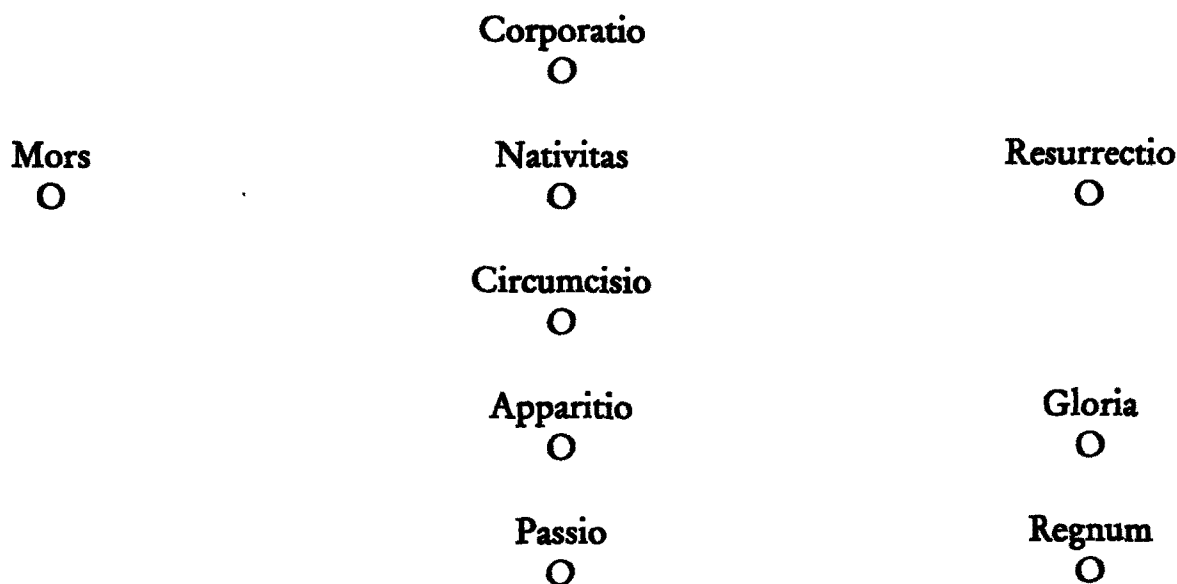 Corporatio
O
Mors Nativitas Resurrectio
O O O
Circumcisio
O
Apparitio Gloria
O O
Passio Regnum
O O